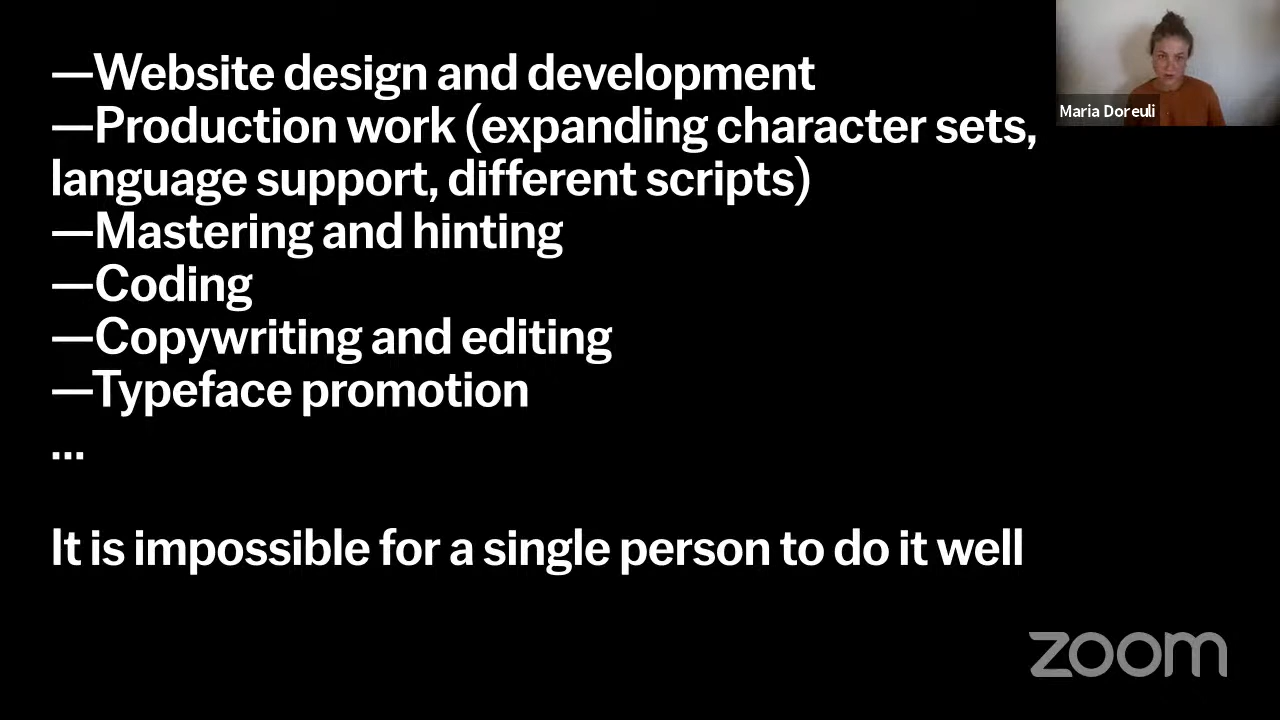 —Website design and development
—Production work (expanding character sets,
language support, different scripts)
—Mastering and hinting
—Coding
—Copywriting and editing
—Typeface promotion
...
It is impossible for a single person to do it well
Maria Doreuli
zoom